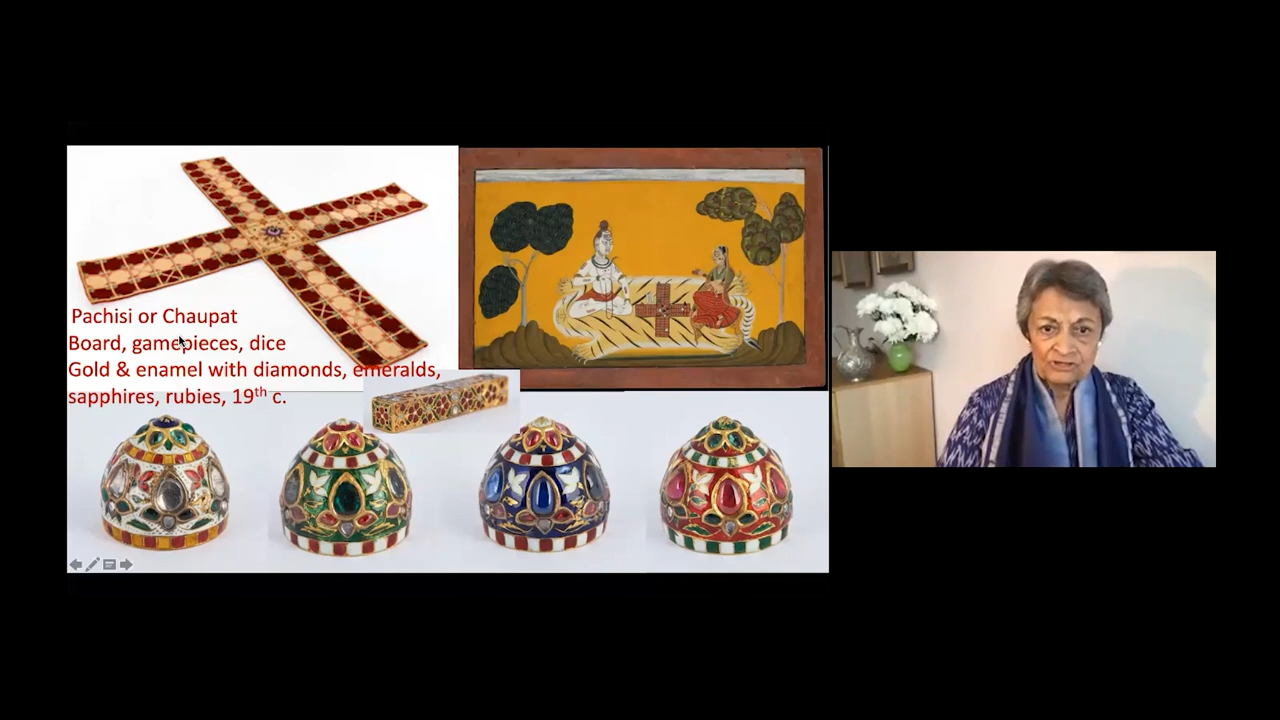 Pachisi or Chaupat
Board, gamepieces, dice
Gold & enamel with diamonds, emeralds,
sapphires, rubies, 19th c.